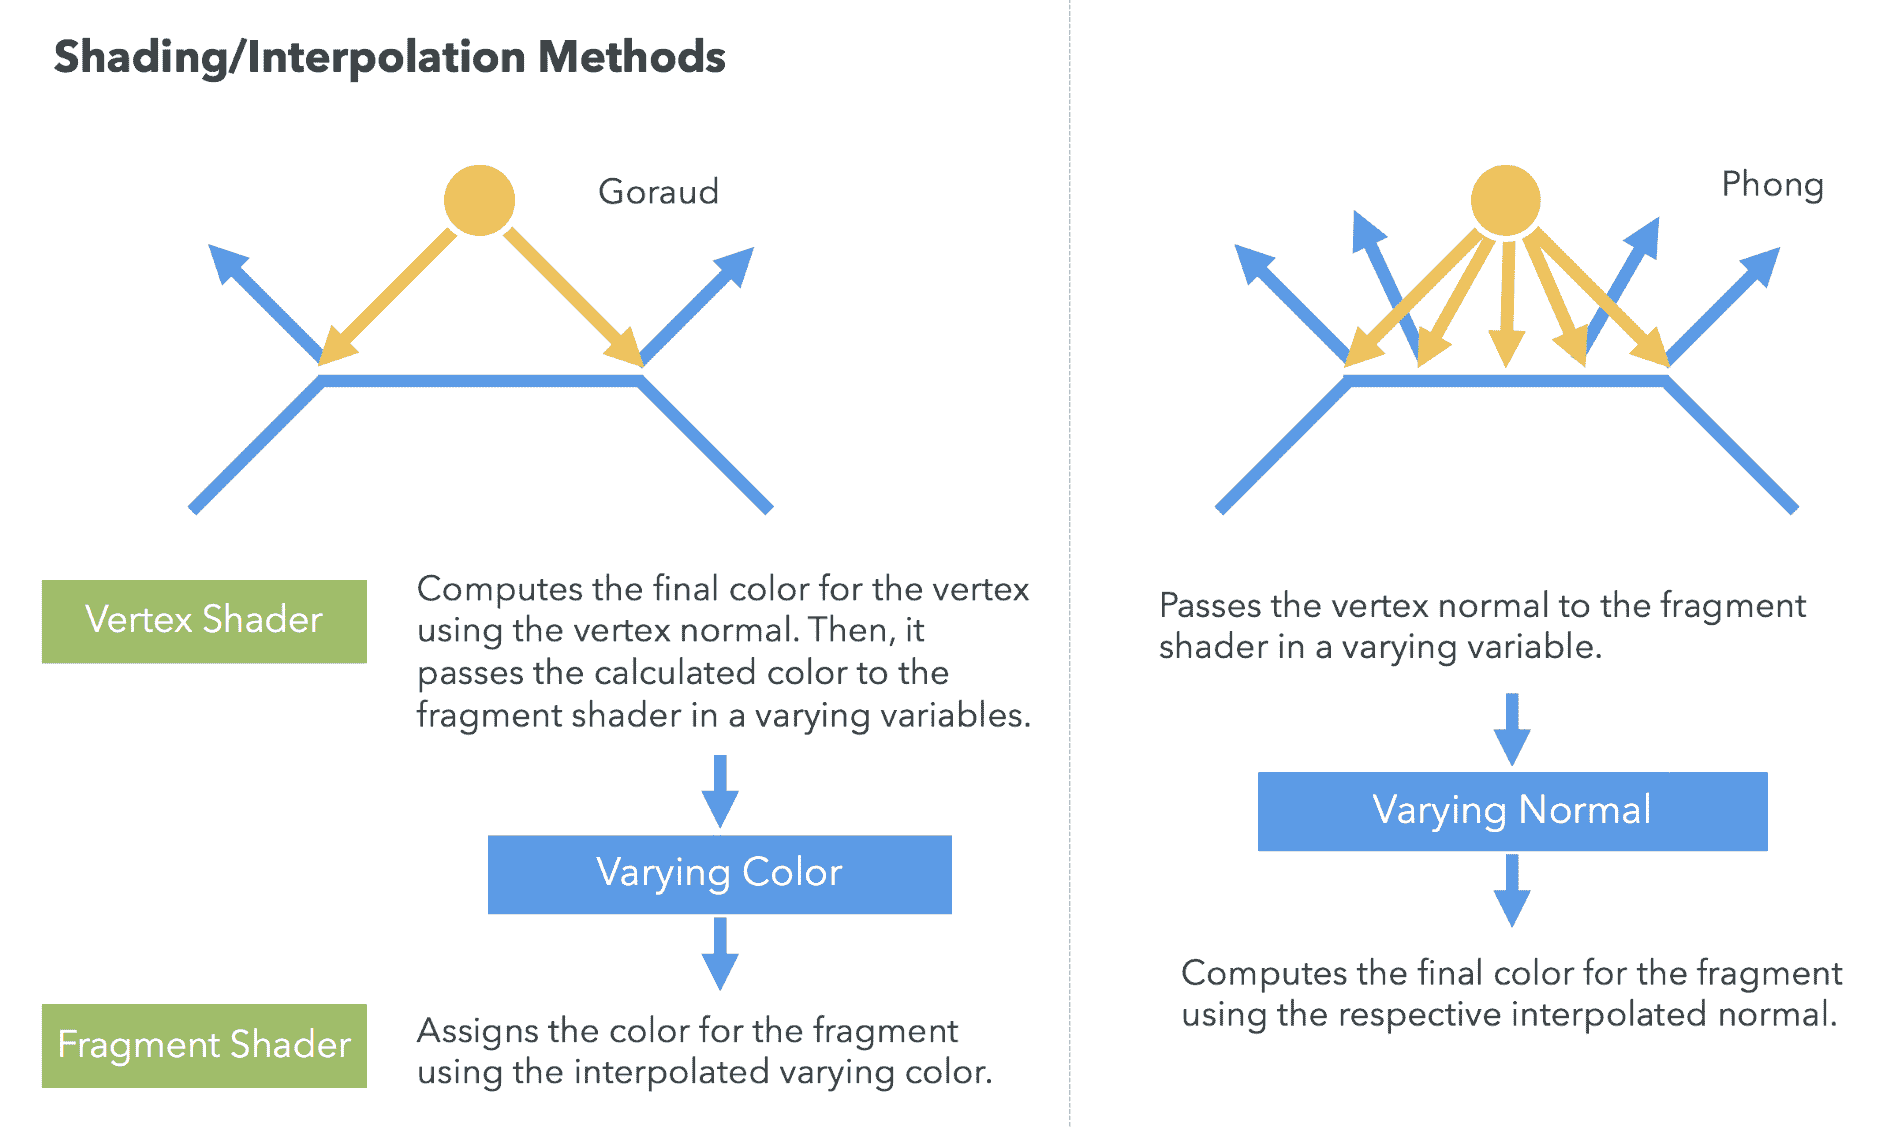 Shading/Interpolation Methods
Goraud
Phong
Vertex Shader
Computes the final color for the vertex
using the vertex normal. Then, it
passes the calculated color to the
fragment shader in a varying variables.
Passes the vertex normal to the fragment
shader in a varying variable.
Varying Color
Varying Normal
Fragment Shader
Assigns the color for the fragment
using the interpolated varying color.
Computes the final color for the fragment
using the respective interpolated normal.